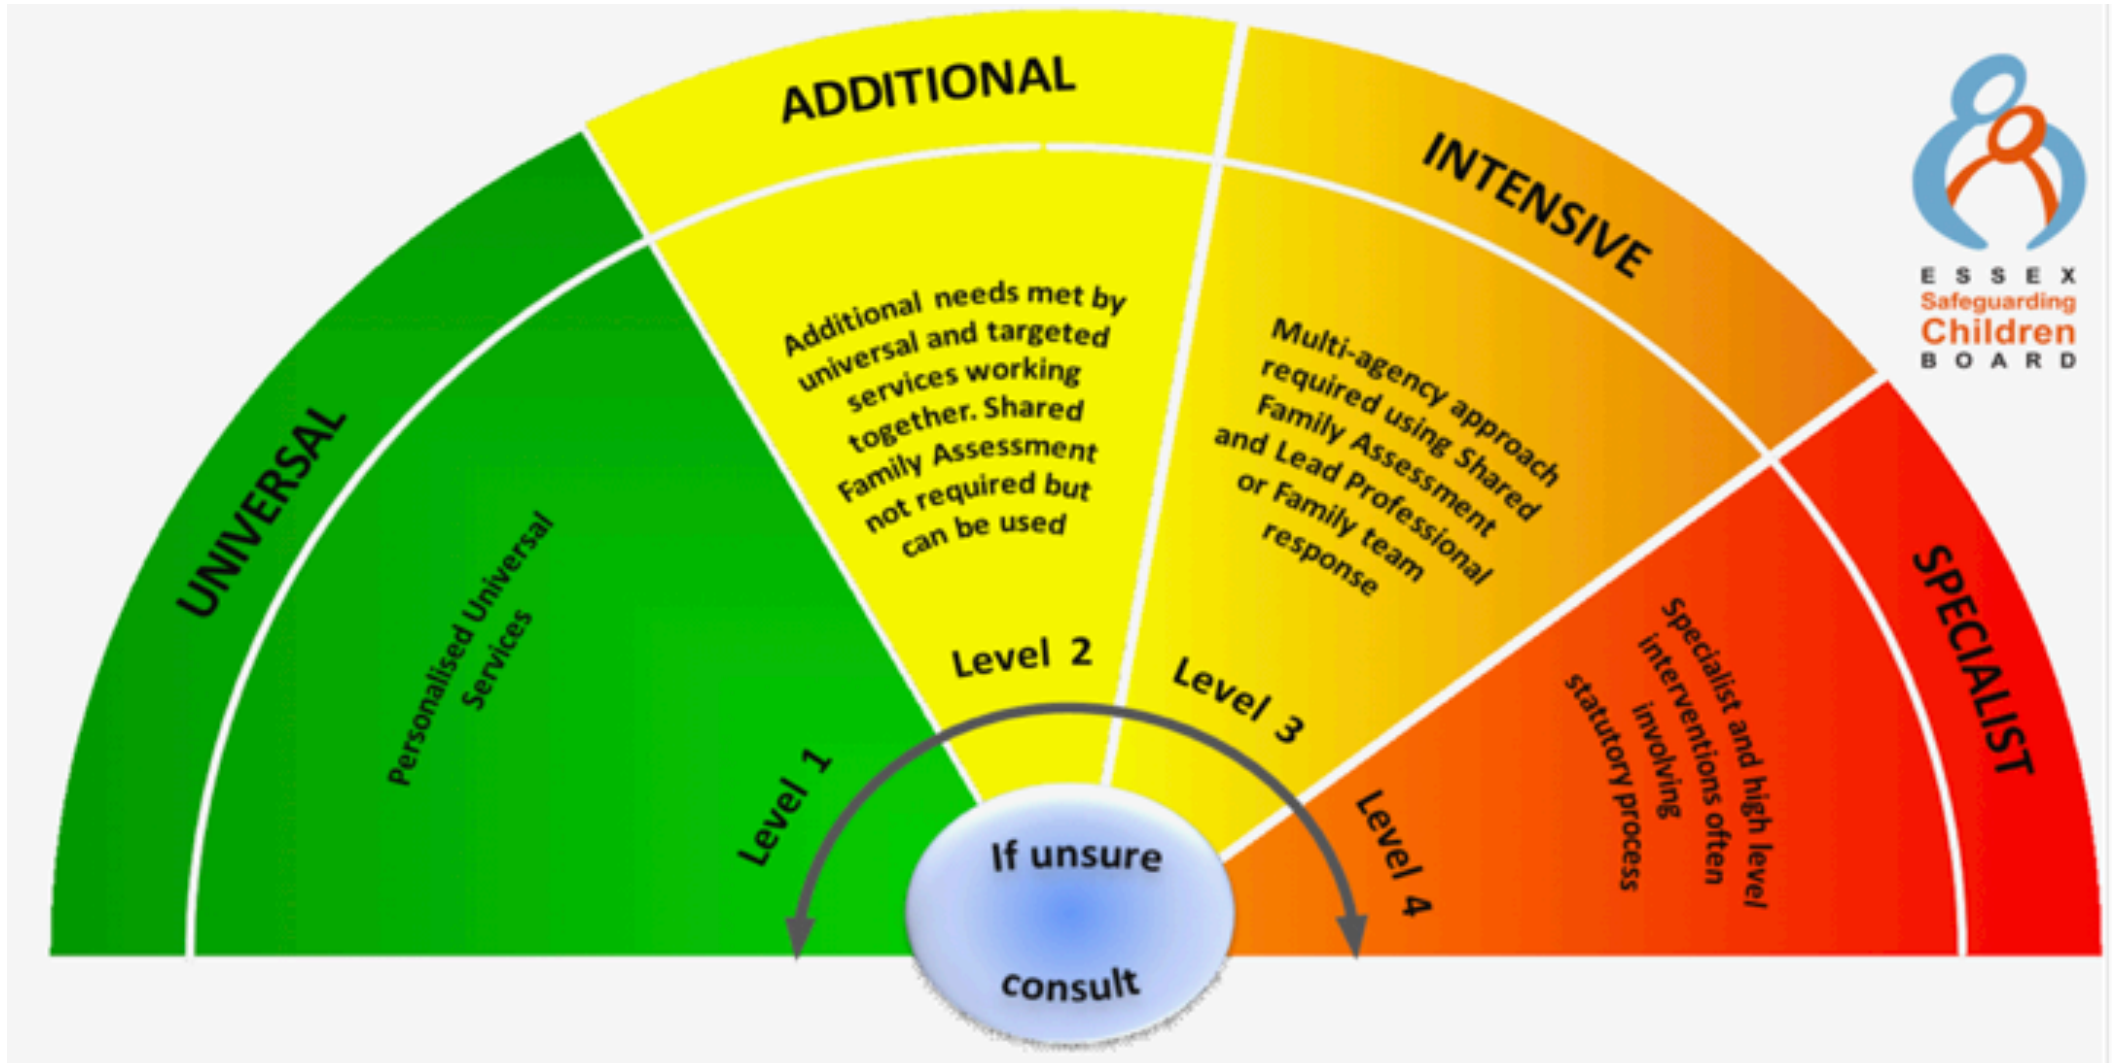 UNIVERSAL
Personalised Universal
Services
Level 1
ADDITIONAL
Additional needs met by
universal and targeted
services working
together. Shared
Family Assessment
not required but
can be used
Level 2
INTENSIVE
Multi-agency approach
required using Shared
Family Assessment
and Lead Professional
or Family team
response
Level 3
SPECIALIST
Specialist and high level
interventions often
involving
statutory process
Level 4
If unsure
consult
ESSEX
Safeguarding
Children
BOARD